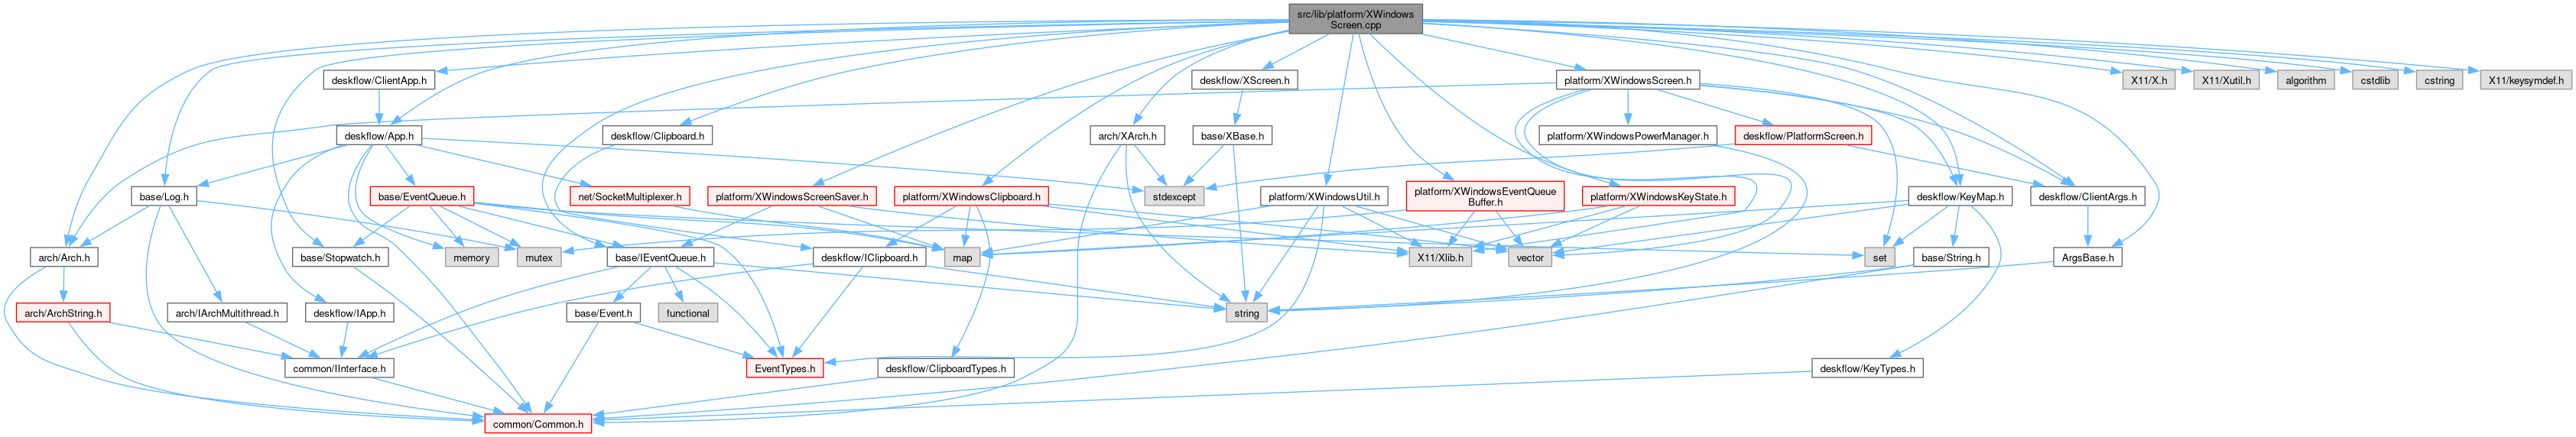 src/lib/platform/XWindows
Screen.cpp
deskflow/ClientApp.h
deskflow/XScreen.h
platform/XWindowsScreen.h
X11/X.h
X11/Xutil.h
algorithm
cstdlib
cstring
X11/keysymdef.h
deskflow/App.h
deskflow/Clipboard.h
arch/XArch.h
base/XBase.h
platform/XWindowsPowerManager.h
deskflow/PlatformScreen.h
base/Log.h
base/EventQueue.h
net/SocketMultiplexer.h
platform/XWindowsScreenSaver.h
platform/XWindowsClipboard.h
stdexcept
platform/XWindowsUtil.h
platform/XWindowsEventQueue
Buffer.h
platform/XWindowsKeyState.h
deskflow/KeyMap.h
deskflow/ClientArgs.h
arch/Arch.h
base/Stopwatch.h
memory
mutex
base/IEventQueue.h
deskflow/IClipboard.h
map
X11/Xlib.h
vector
set
base/String.h
ArgsBase.h
arch/ArchString.h
arch/IArchMultithread.h
deskflow/IApp.h
base/Event.h
functional
string
common/IInterface.h
EventTypes.h
deskflow/ClipboardTypes.h
deskflow/KeyTypes.h
common/Common.h